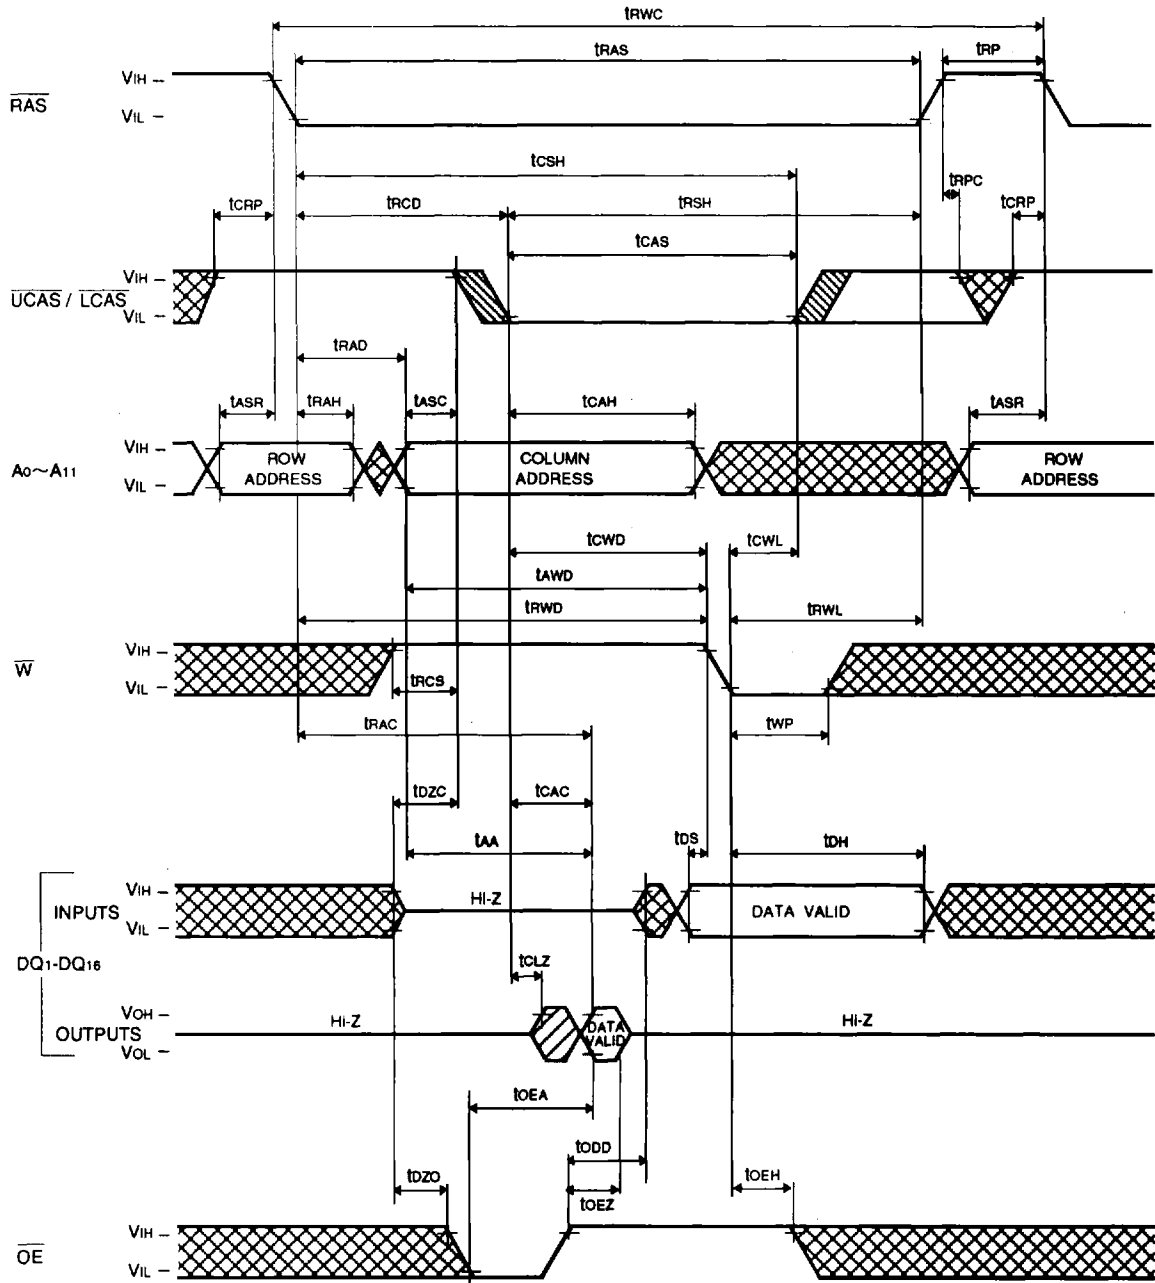 tRWC
tRAS
tRP
VIH
RAS
VIL
tCSH
tRPC
tCRP
tRCD
tRSH
tCRP
tCAS
VIH
UCAS / LCAS
VIL
tRAD
tASR
tRAH
tASC
tCAH
tASR
VIH
A0~A11
VIL
ROW ADDRESS
COLUMN ADDRESS
ROW ADDRESS
tCWD
tCWL
tAWD
tRWD
tRWL
VIH
W
VIL
tRCS
tWP
tRAC
tDZC
tCAC
tAA
tDS
tDH
VIH
INPUTS
VIL
Hi-Z
DATA VALID
DQ1-DQ16
tCLZ
VOH
OUTPUTS
VOL
Hi-Z
DATA VALID
Hi-Z
tOEA
tODD
tDZO
tOEZ
tOEH
VIH
OE
VIL